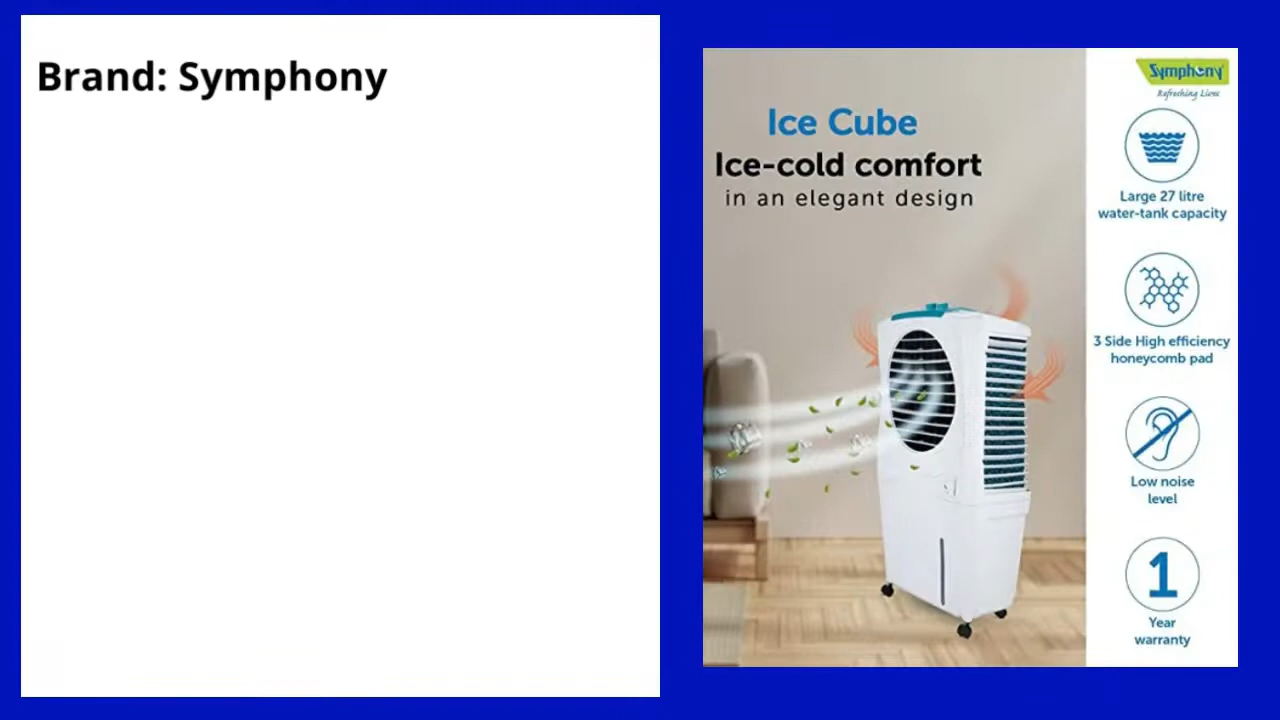 Brand: Symphony
Symphony
Refreshing Lives
Ice Cube
Ice-cold comfort
in an elegant design
Large 27 litre
water-tank capacity
3 Side High efficiency
honeycomb pad
Low noise
level
1
Year
warranty